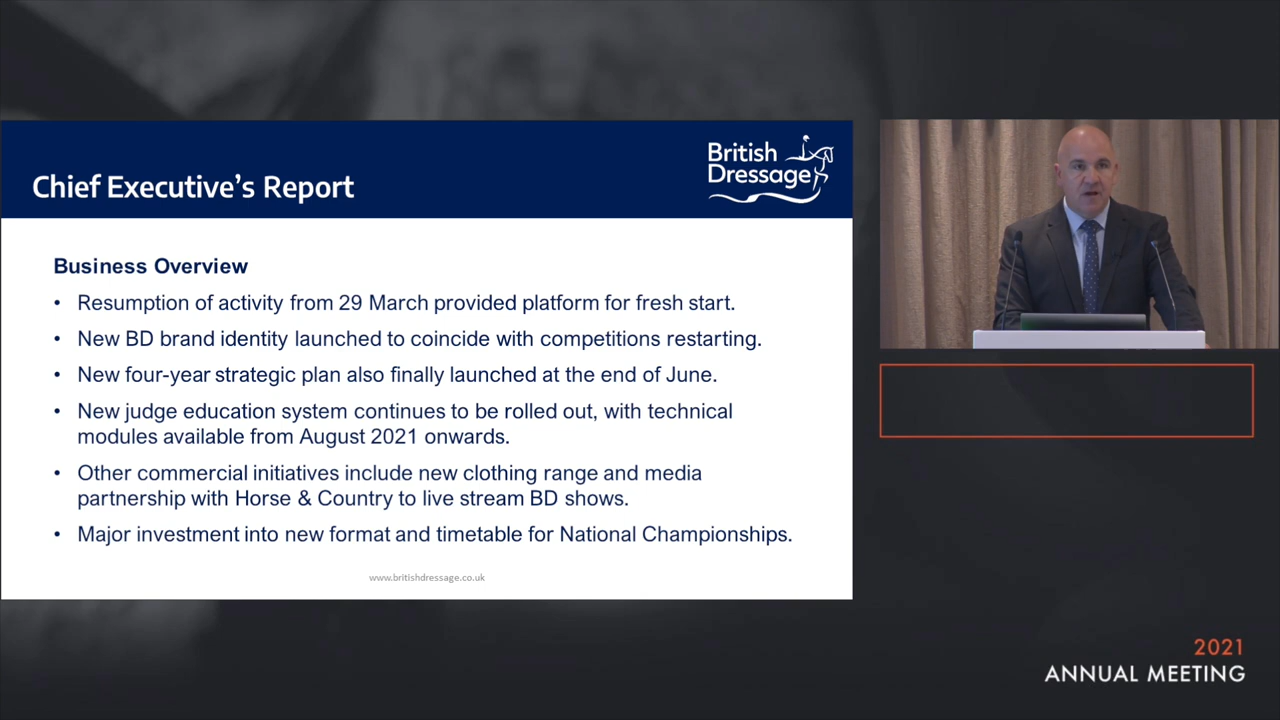 Chief Executive's Report
British
Dressage
Business Overview
• Resumption of activity from 29 March provided platform for fresh start.
• New BD brand identity launched to coincide with competitions restarting.
• New four-year strategic plan also finally launched at the end of June.
• New judge education system continues to be rolled out, with technical
modules available from August 2021 onwards.
• Other commercial initiatives include new clothing range and media
partnership with Horse & Country to live stream BD shows.
• Major investment into new format and timetable for National Championships.
www.britishdressage.co.uk
2021
ANNUAL MEETING